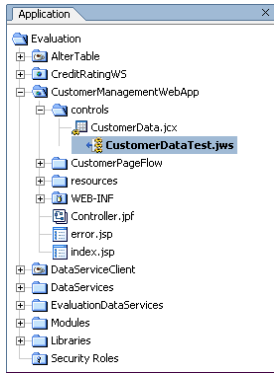 Application
Evaluation
AlterTable
CreditRatingWS
CustomerManagementWebApp
controls
CustomerData.jcx
CustomerDataTest.jws
CustomerPageFlow
resources
WEB-INF
Controller.jpf
error.jsp
index.jsp
DataServiceClient
DataServices
EvaluationDataServices
Modules
Libraries
Security Roles